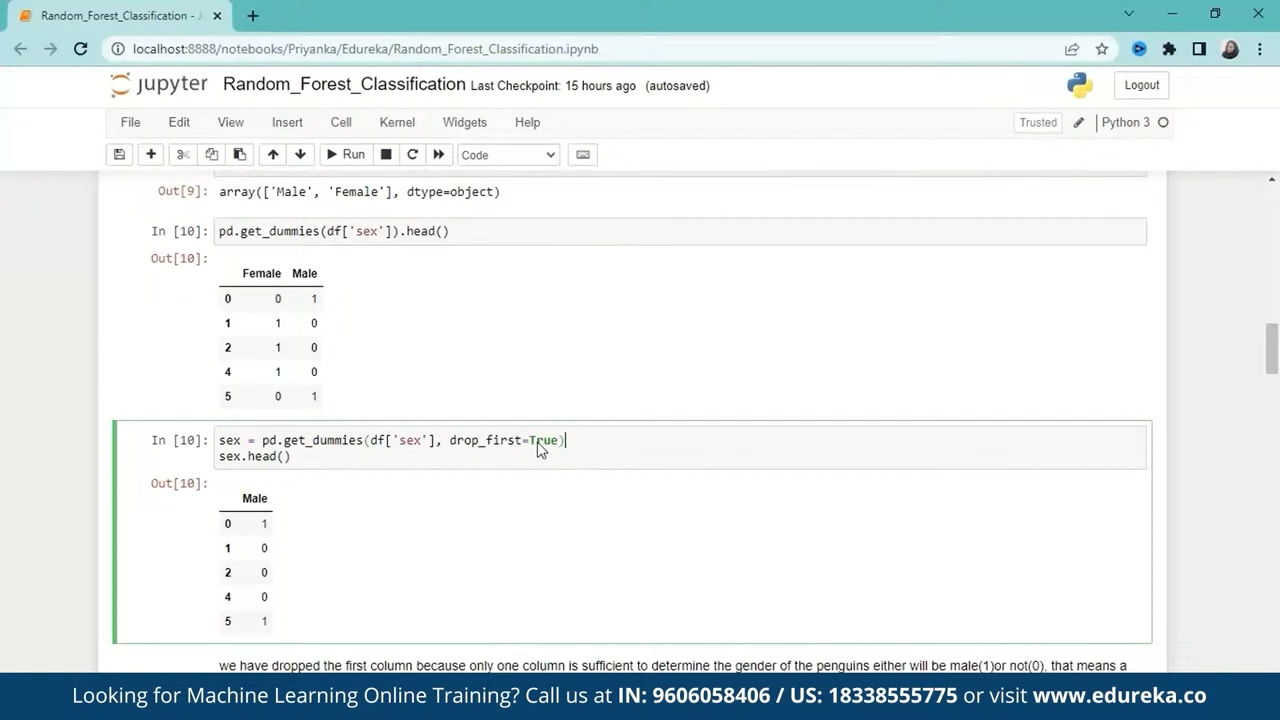 Random_Forest_Classification - J
localhost:8888/notebooks/Priyanka/Edureka/Random_Forest_Classification.ipynb
jupyter Random_Forest_Classification Last Checkpoint: 15 hours ago (autosaved) Logout
File Edit View Insert Cell Kernel Widgets Help Trusted Python 3
Run Code
Out[9]: array(['Male', 'Female'], dtype=object)
In [10]: pd.get_dummies(df['sex']).head()
Out[10]:
Female Male
0 0 1
1 1 0
2 1 0
4 1 0
5 0 1
In [10]: sex = pd.get_dummies(df['sex'], drop_first=True)
sex.head()
Out[10]:
Male
0 1
1 0
2 0
4 0
5 1
we have dropped the first column because only one column is sufficient to determine the gender of the penguins either will be male(1)or not(0). that means a
Looking for Machine Learning Online Training? Call us at IN: 9606058406 / US: 18338555775 or visit www.edureka.co